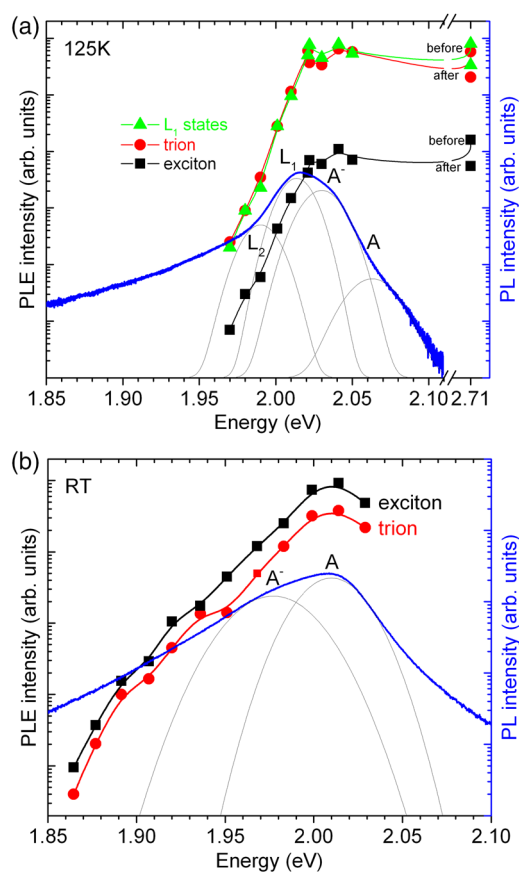 (a)
125K
before
after
before
after
L₁ states
trion
exciton
L₁
A⁻
L₂
A
PLE intensity (arb. units)
PL intensity (arb. units)
1.85 1.90 1.95 2.00 2.05 2.10 2.71
Energy (eV)
(b)
RT
exciton
trion
A⁻
A
PLE intensity (arb. units)
PL intensity (arb. units)
1.85 1.90 1.95 2.00 2.05 2.10
Energy (eV)